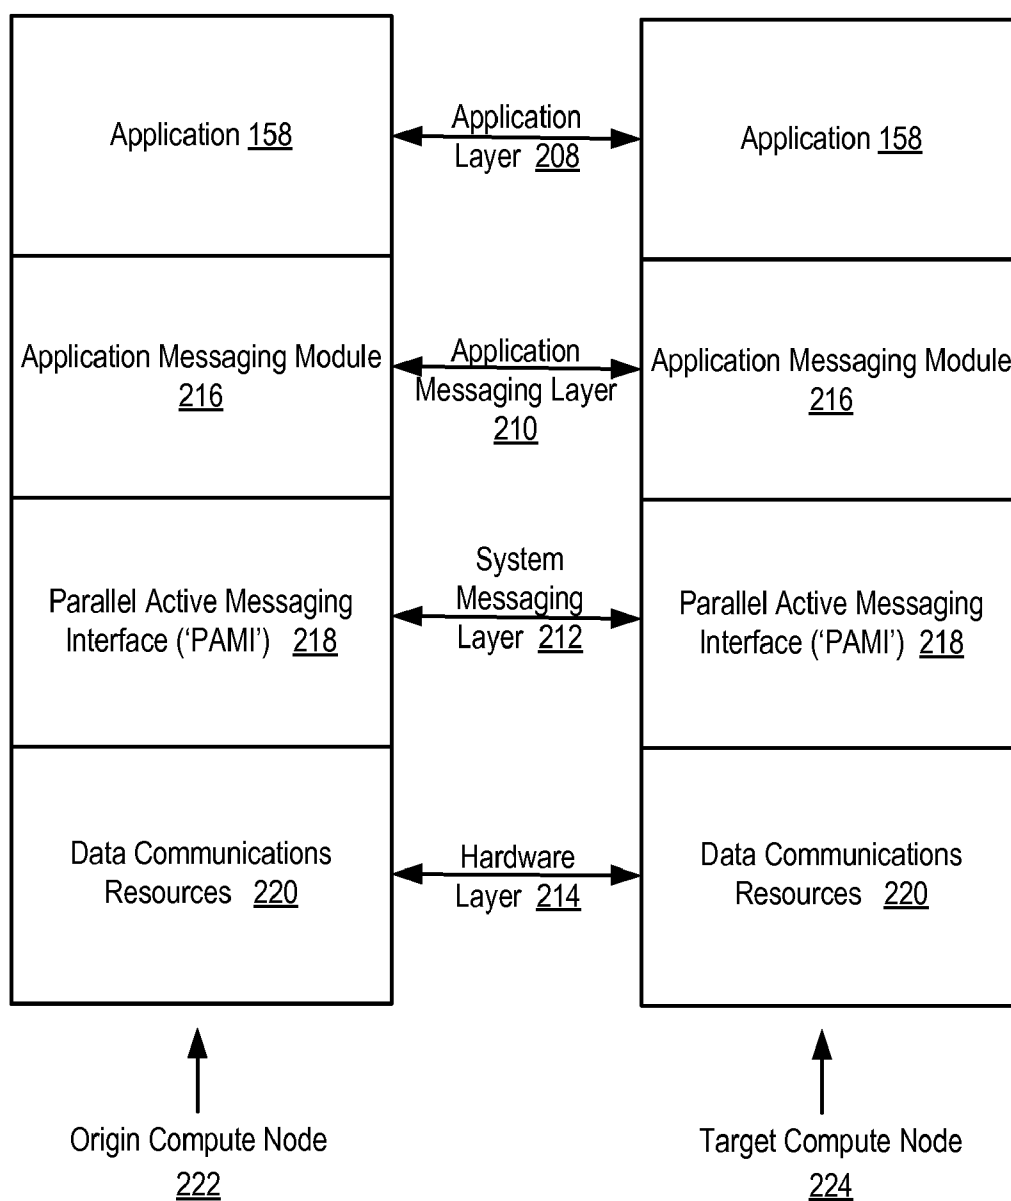 Application 158
Application
Layer 208
Application 158
Application Messaging Module
216
Application
Messaging Layer
210
Application Messaging Module
216
Parallel Active Messaging
Interface (‘PAMI’) 218
System
Messaging
Layer 212
Parallel Active Messaging
Interface (‘PAMI’) 218
Data Communications
Resources 220
Hardware
Layer 214
Data Communications
Resources 220
Origin Compute Node
222
Target Compute Node
224